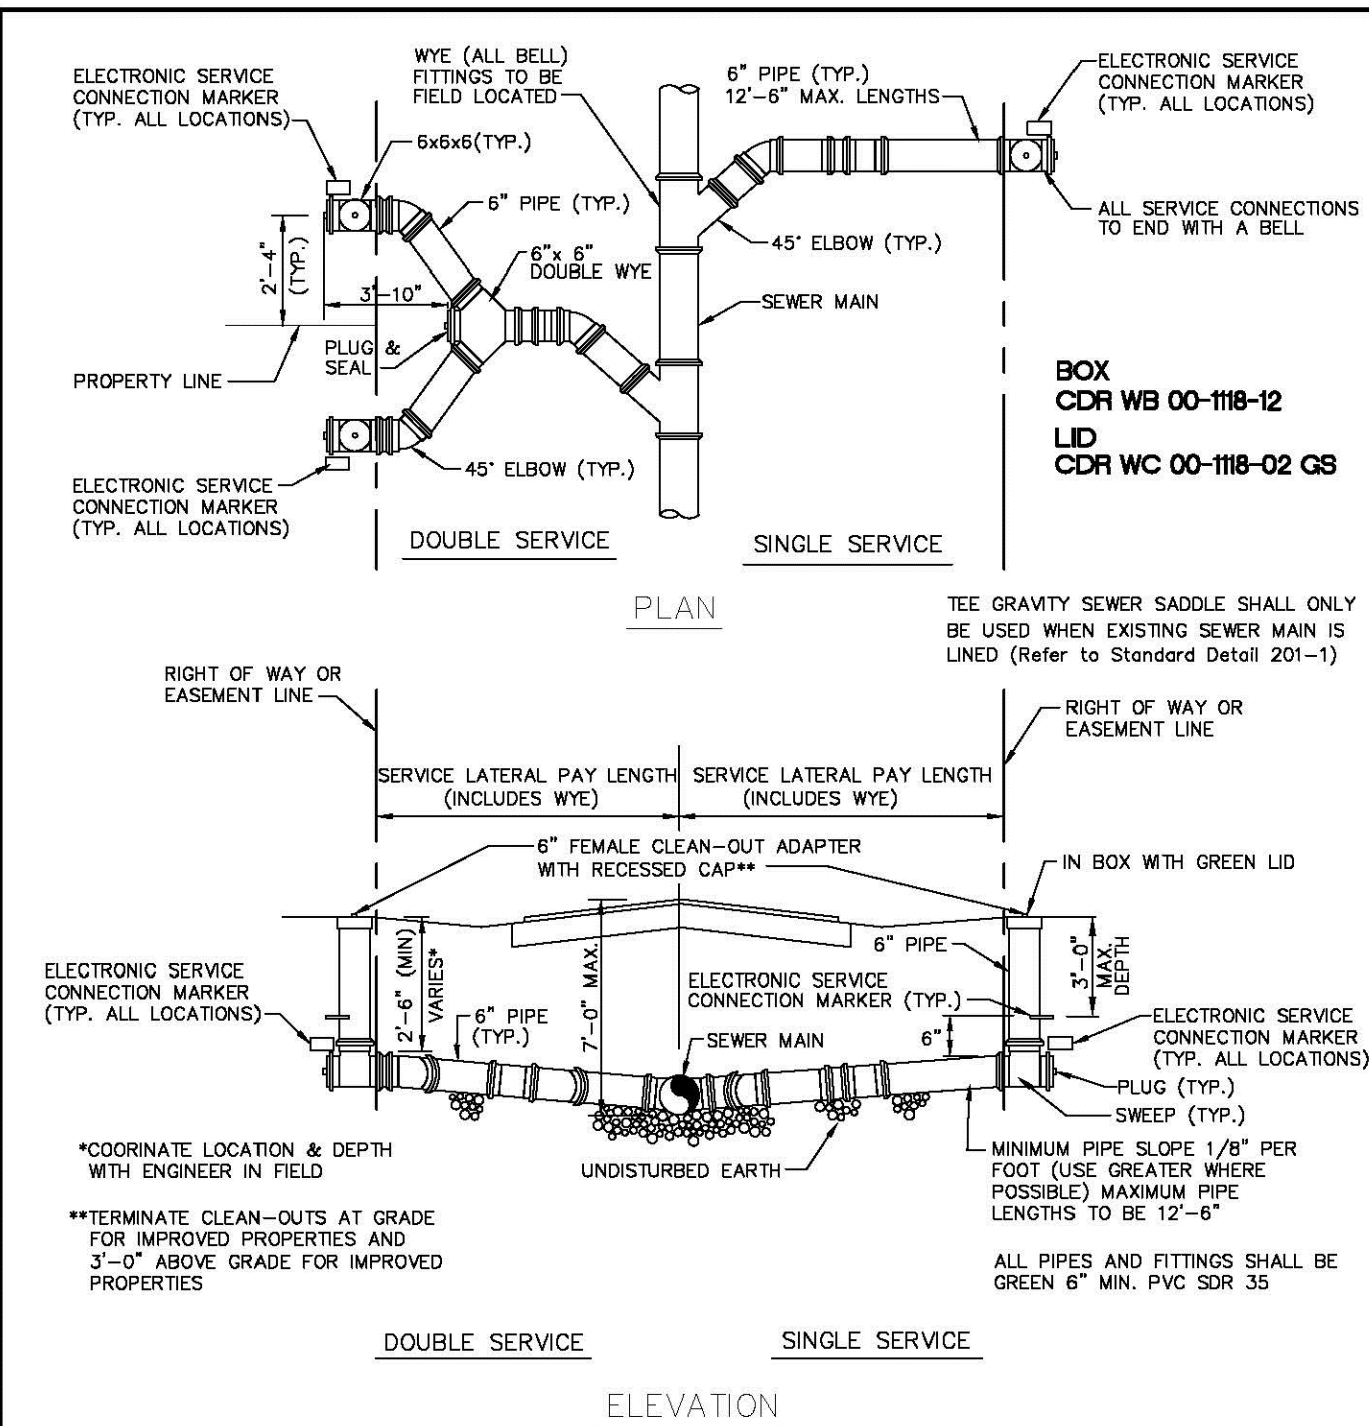 ELECTRONIC SERVICE
CONNECTION MARKER
(TYP. ALL LOCATIONS)
WYE (ALL BELL)
FITTINGS TO BE
FIELD LOCATED
6" PIPE (TYP.)
12'-6" MAX. LENGTHS
ELECTRONIC SERVICE
CONNECTION MARKER
(TYP. ALL LOCATIONS)
6x6x6(TYP.)
6" PIPE (TYP.)
ALL SERVICE CONNECTIONS
TO END WITH A BELL
45° ELBOW (TYP.)
6"x 6"
DOUBLE WYE
2'-4"
(TYP.)
3'-10"
SEWER MAIN
PLUG &
SEAL
PROPERTY LINE
BOX
CDR WB 00-1118-12
LID
CDR WC 00-1118-02 GS
45° ELBOW (TYP.)
ELECTRONIC SERVICE
CONNECTION MARKER
(TYP. ALL LOCATIONS)
DOUBLE SERVICE
SINGLE SERVICE
PLAN
TEE GRAVITY SEWER SADDLE SHALL ONLY
BE USED WHEN EXISTING SEWER MAIN IS
LINED (Refer to Standard Detail 201-1)
RIGHT OF WAY OR
EASEMENT LINE
RIGHT OF WAY OR
EASEMENT LINE
SERVICE LATERAL PAY LENGTH
(INCLUDES WYE)
SERVICE LATERAL PAY LENGTH
(INCLUDES WYE)
6" FEMALE CLEAN-OUT ADAPTER
WITH RECESSED CAP**
IN BOX WITH GREEN LID
2'-6" (MIN)
VARIES*
7'-0" MAX.
6" PIPE
3'-0"
MAX.
DEPTH
ELECTRONIC SERVICE
CONNECTION MARKER
(TYP. ALL LOCATIONS)
ELECTRONIC SERVICE
CONNECTION MARKER (TYP.)
6" PIPE
(TYP.)
6"
SEWER MAIN
ELECTRONIC SERVICE
CONNECTION MARKER
(TYP. ALL LOCATIONS)
PLUG (TYP.)
SWEEP (TYP.)
*COORINATE LOCATION & DEPTH
WITH ENGINEER IN FIELD
UNDISTURBED EARTH
MINIMUM PIPE SLOPE 1/8" PER
FOOT (USE GREATER WHERE
POSSIBLE) MAXIMUM PIPE
LENGTHS TO BE 12'-6"
**TERMINATE CLEAN-OUTS AT GRADE
FOR IMPROVED PROPERTIES AND
3'-0" ABOVE GRADE FOR IMPROVED
PROPERTIES
ALL PIPES AND FITTINGS SHALL BE
GREEN 6" MIN. PVC SDR 35
DOUBLE SERVICE
SINGLE SERVICE
ELEVATION